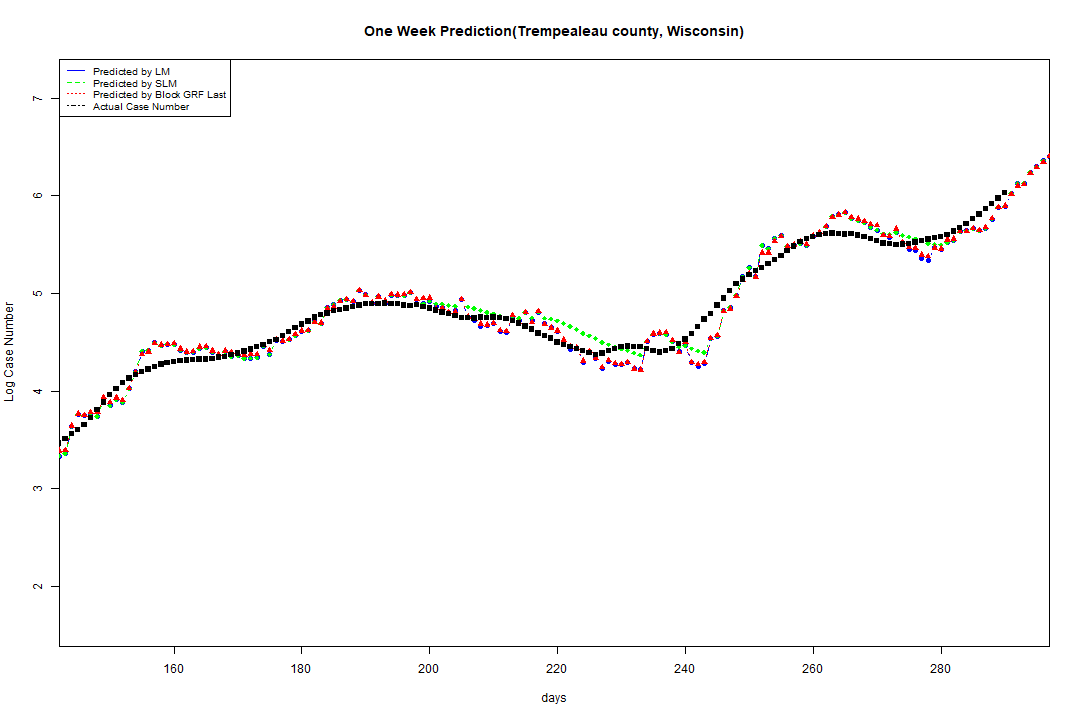 One Week Prediction(Trempealeau county, Wisconsin)
Predicted by LM
Predicted by SLM
Predicted by Block GRF Last
Actual Case Number
Log Case Number
7
6
5
4
3
2
160 180 200 220 240 260 280
days